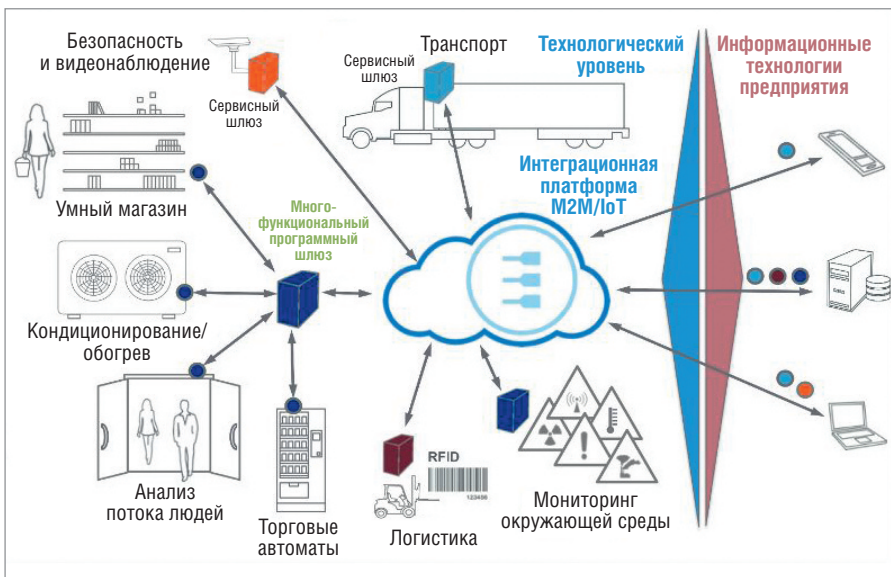 Безопасность
и видеонаблюдение
Сервисный
шлюз
Транспорт
Сервисный
шлюз
Технологический
уровень
Информационные
технологии
предприятия
Интеграционная
платформа
M2M/IoT
Умный магазин
Много-
функциональный
программный
шлюз
Кондиционирование/
обогрев
Анализ
потока людей
Торговые
автоматы
RFID
123456
Логистика
Мониторинг
окружающей среды